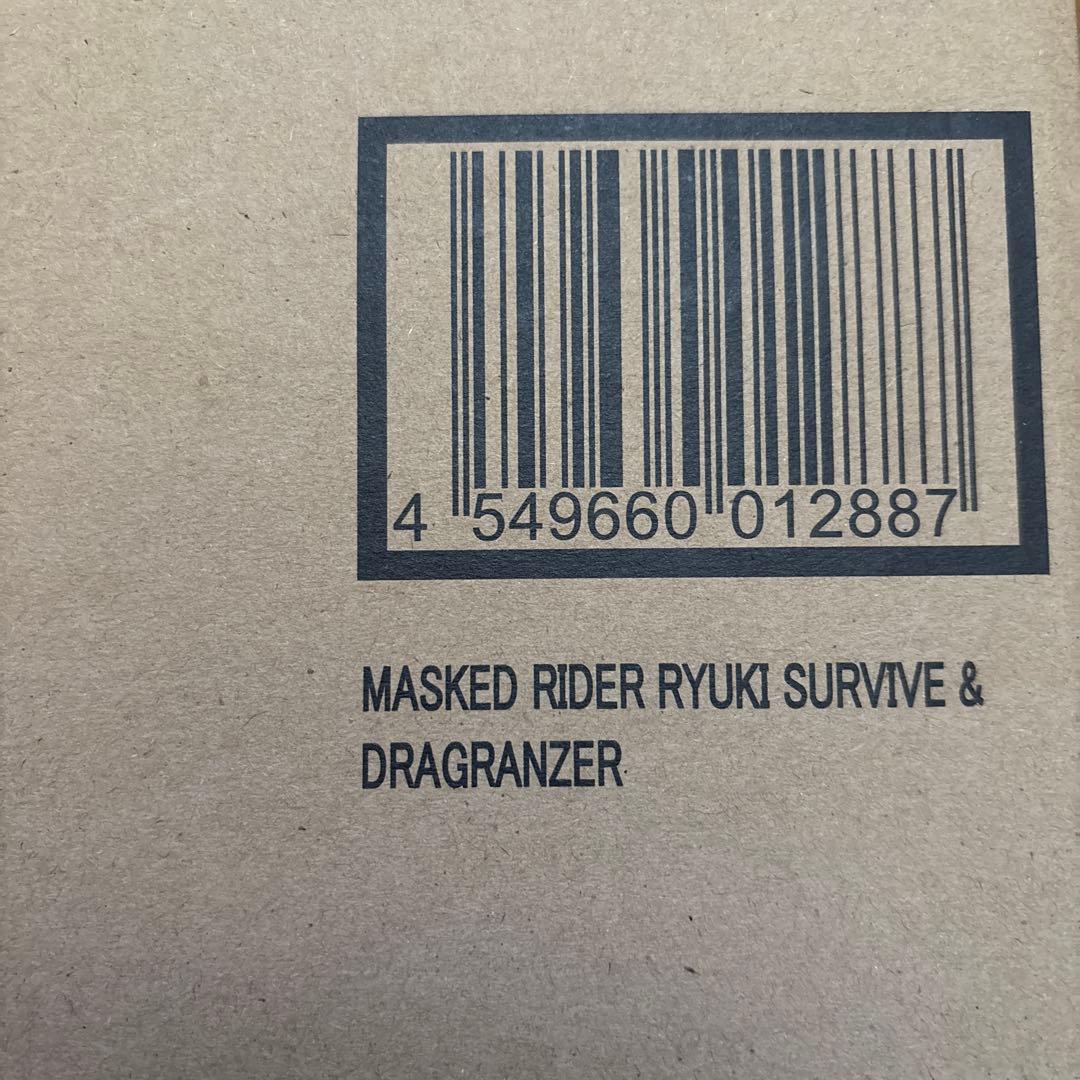 4 549660 012887
MASKED RIDER RYUKI SURVIVE &
DRAGRANZER